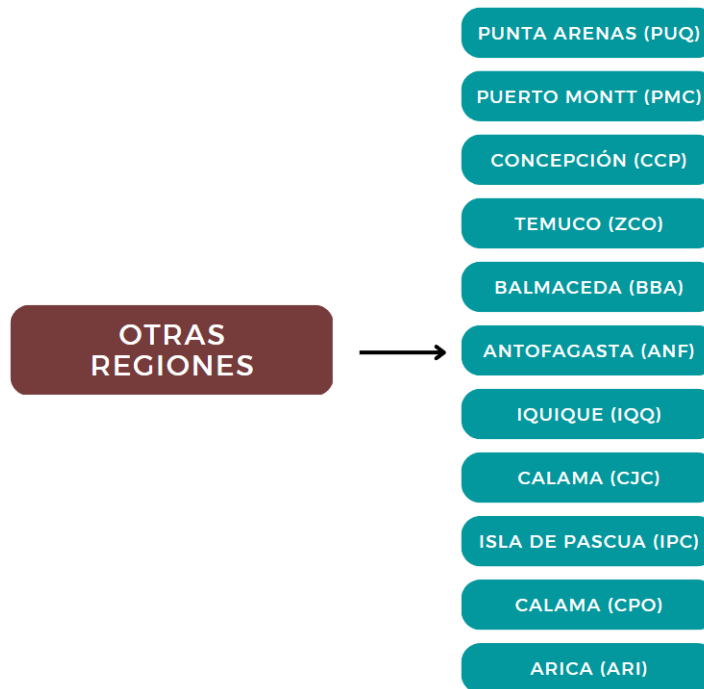 PUNTA ARENAS (PUQ)
PUERTO MONTT (PMC)
CONCEPCIÓN (CCP)
TEMUCO (ZCO)
BALMACEDA (BBA)
OTRAS
REGIONES
ANTOFAGASTA (ANF)
IQUIQUE (IQQ)
CALAMA (CJC)
ISLA DE PASCUA (IPC)
CALAMA (CPO)
ARICA (ARI)